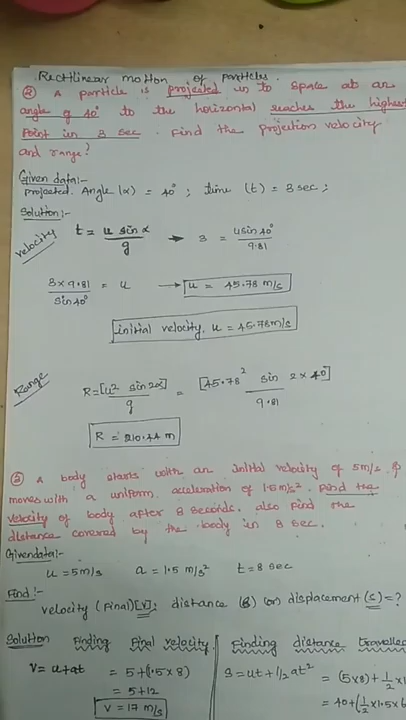 Rectilinear motion of particles.
② A particle is projected in to space at an
angle of 40° to the horizontal reaches the highest
point in 3 sec. Find the projection velocity
and range?
Given data:-
projected Angle (α) = 40° ; time (t) = 3 sec ;
Solution:-
velocity t = u sinα / g → 3 = u sin 40° / 9.81
3 × 9.81 / sin 40° = u → u = 45.78 m/s
initial velocity, u = 45.78 m/s
Range R = [u² sin 2α] / g = [45.78² sin 2 × 40°] / 9.81
R = 210.44 m
③ A body starts with an initial velocity of 5 m/s &
moves with a uniform acceleration of 1.5 m/s². Find the
velocity of body after 8 seconds. also find the
distance covered by the body in 8 sec.
Given data:-
u = 5 m/s a = 1.5 m/s² t = 8 sec
Find :-
velocity (Final) [v]; distance (s) (or) displacement (s) = ?
Solution Finding Final velocity.
V = u + at = 5 + (1.5 × 8)
= 5 + 12
V = 17 m/s
Finding distance travelled
S = ut + 1/2 at² = (5×8) + 1/2 × 1
= 40 + (1/2 × 1.5 × 6